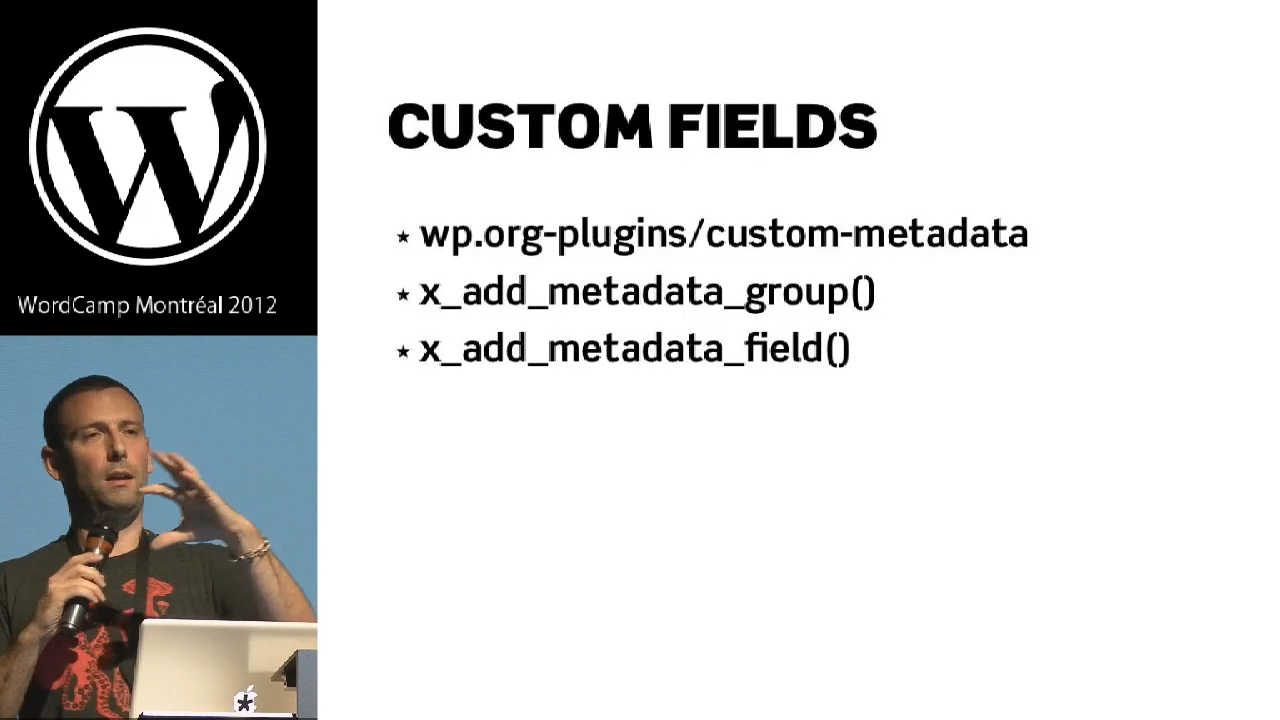 WordCamp Montréal 2012
CUSTOM FIELDS
★ wp.org-plugins/custom-metadata
★ x_add_metadata_group()
★ x_add_metadata_field()